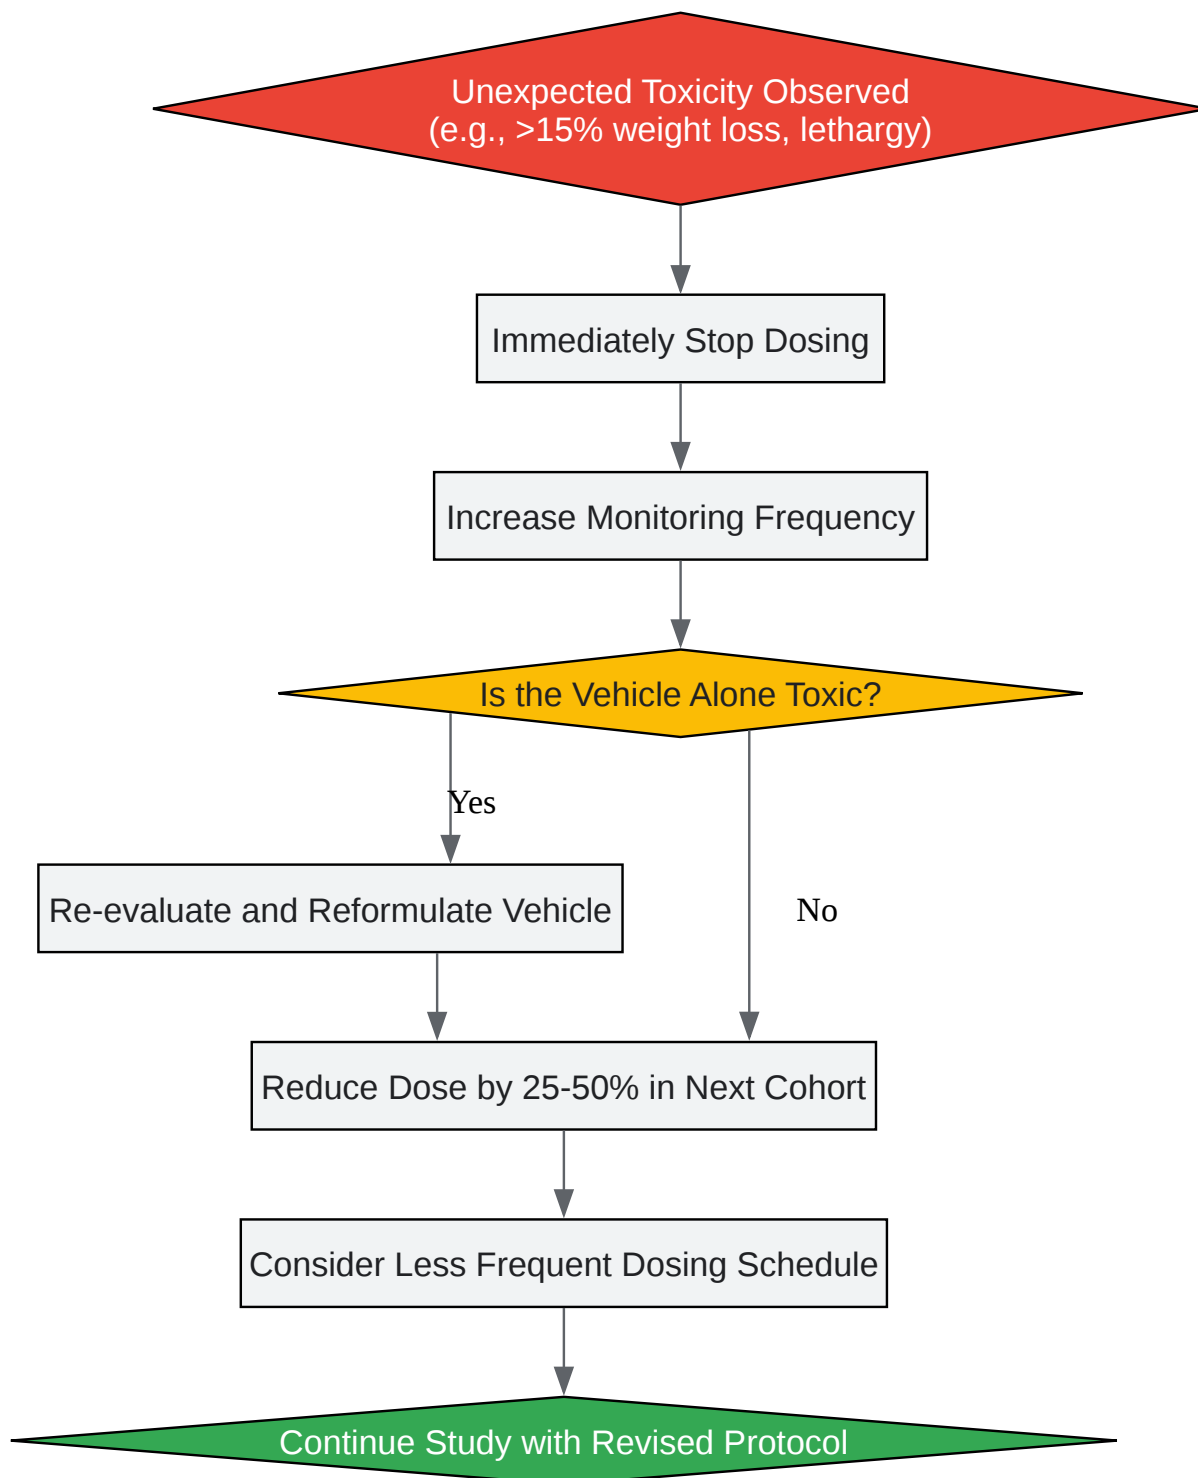 Unexpected Toxicity Observed
(e.g., >15% weight loss, lethargy)
Immediately Stop Dosing
Increase Monitoring Frequency
Is the Vehicle Alone Toxic?
Yes
Re-evaluate and Reformulate Vehicle
No
Reduce Dose by 25-50% in Next Cohort
Consider Less Frequent Dosing Schedule
Continue Study with Revised Protocol